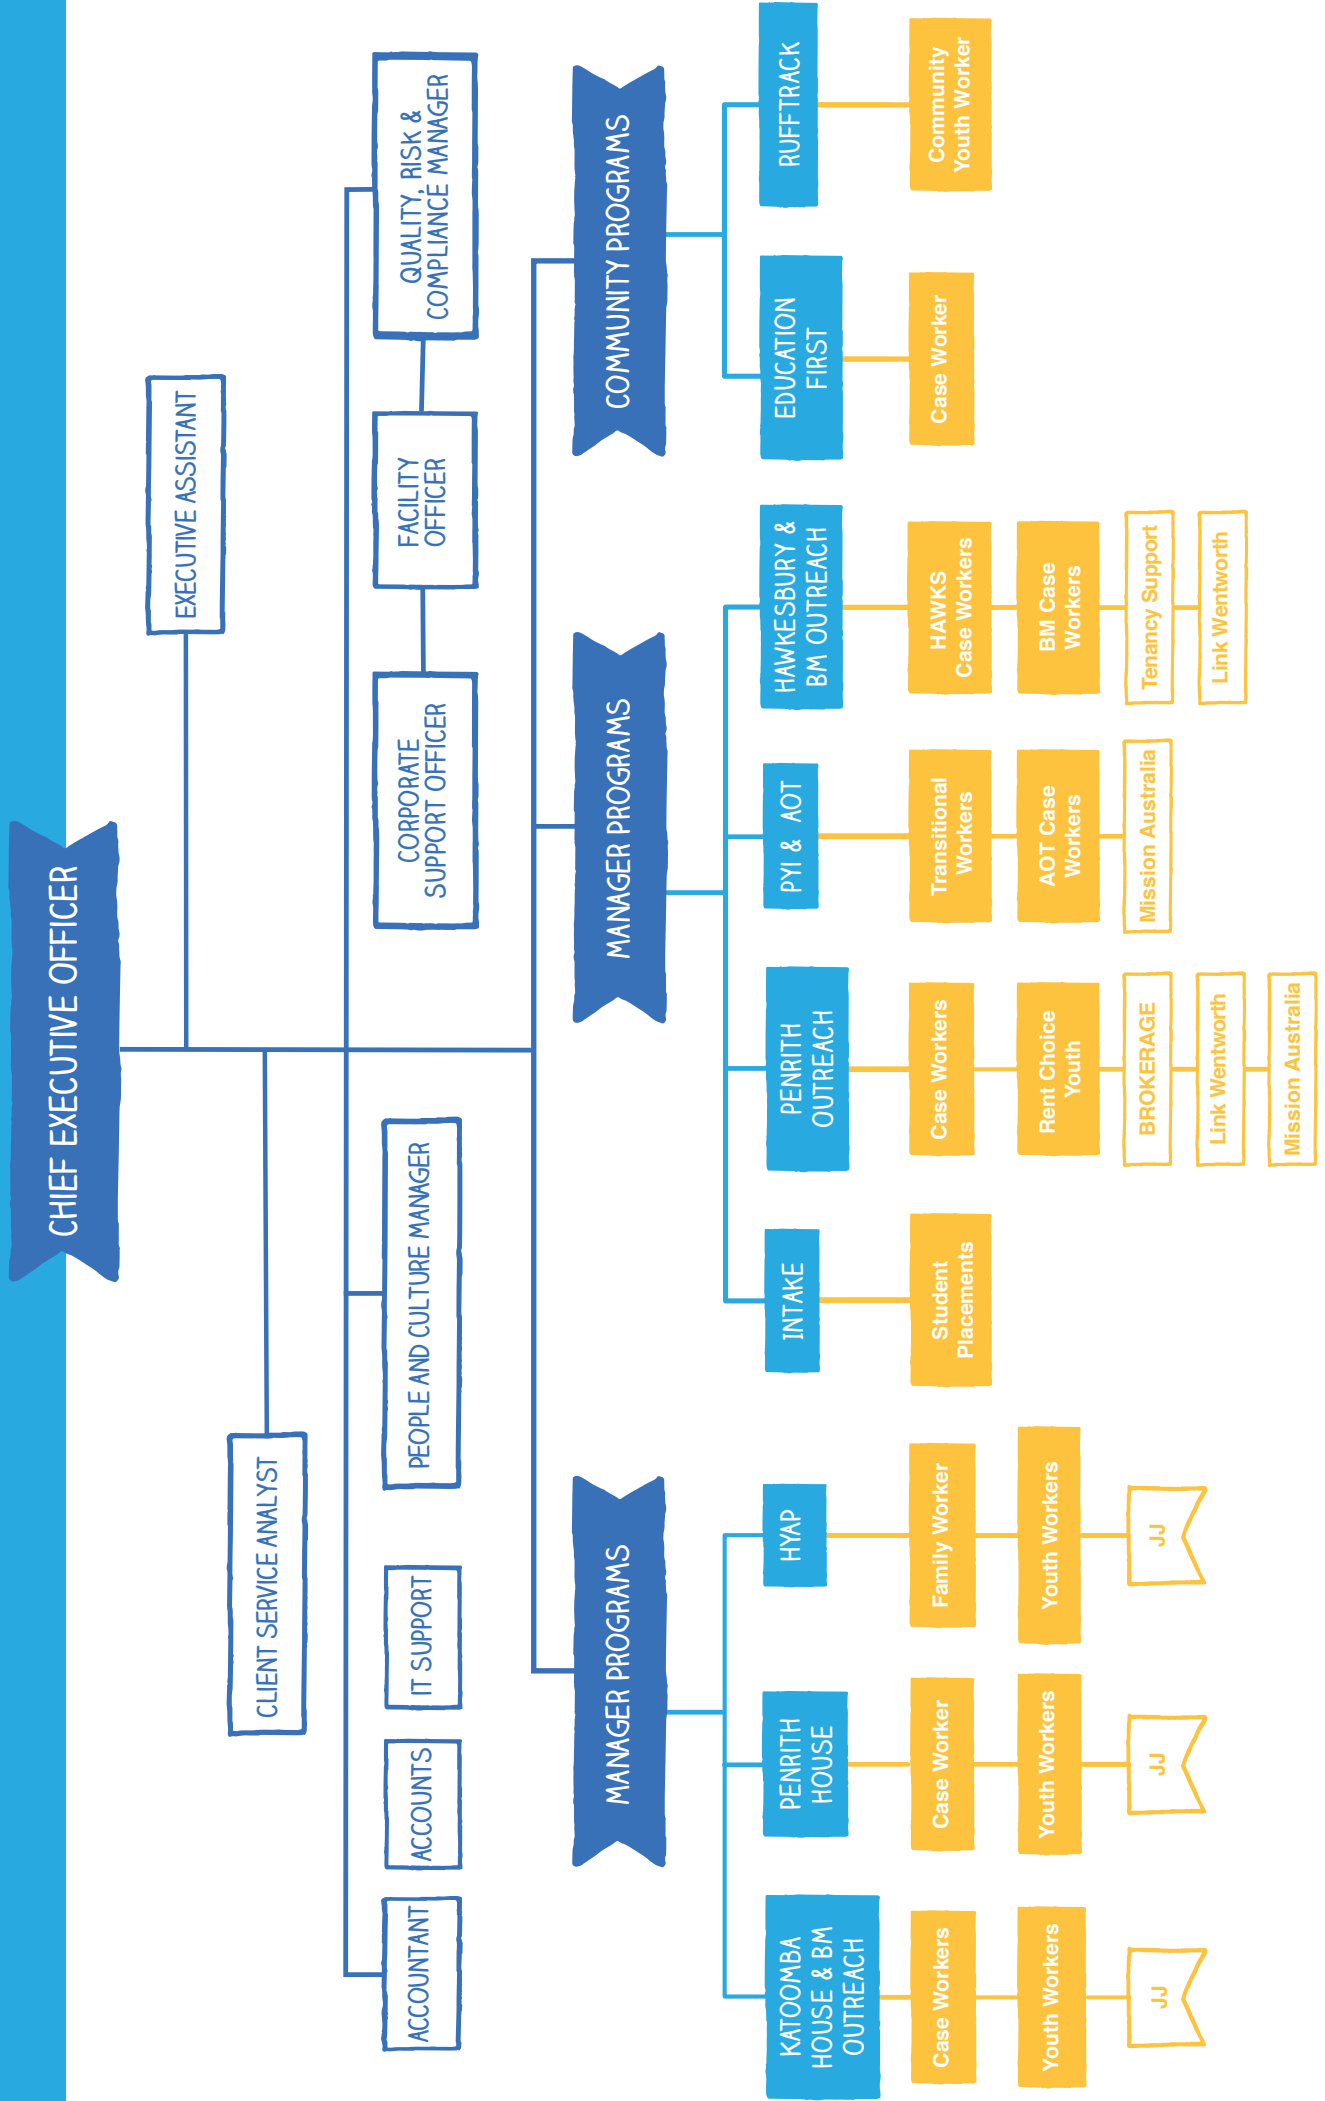 CHIEF EXECUTIVE OFFICER
EXECUTIVE ASSISTANT
CLIENT SERVICE ANALYST
ACCOUNTANT
ACCOUNTS
IT SUPPORT
PEOPLE AND CULTURE MANAGER
CORPORATE
SUPPORT OFFICER
FACILITY
OFFICER
QUALITY, RISK &
COMPLIANCE MANAGER
MANAGER PROGRAMS
MANAGER PROGRAMS
COMMUNITY PROGRAMS
KATOOMBA
HOUSE & BM
OUTREACH
Case Workers
Youth Workers
JJ
PENRITH
HOUSE
Case Worker
Youth Workers
JJ
HYAP
Family Worker
Youth Workers
JJ
INTAKE
Student
Placements
PENRITH
OUTREACH
Case Workers
Rent Choice
Youth
BROKERAGE
Link Wentworth
Mission Australia
PYI & AOT
Transitional
Workers
AOT Case
Workers
Mission Australia
HAWKESBURY &
BM OUTREACH
HAWKS
Case Workers
BM Case
Workers
Tenancy Support
Link Wentworth
EDUCATION
FIRST
Case Worker
RUFFTRACK
Community
Youth Worker